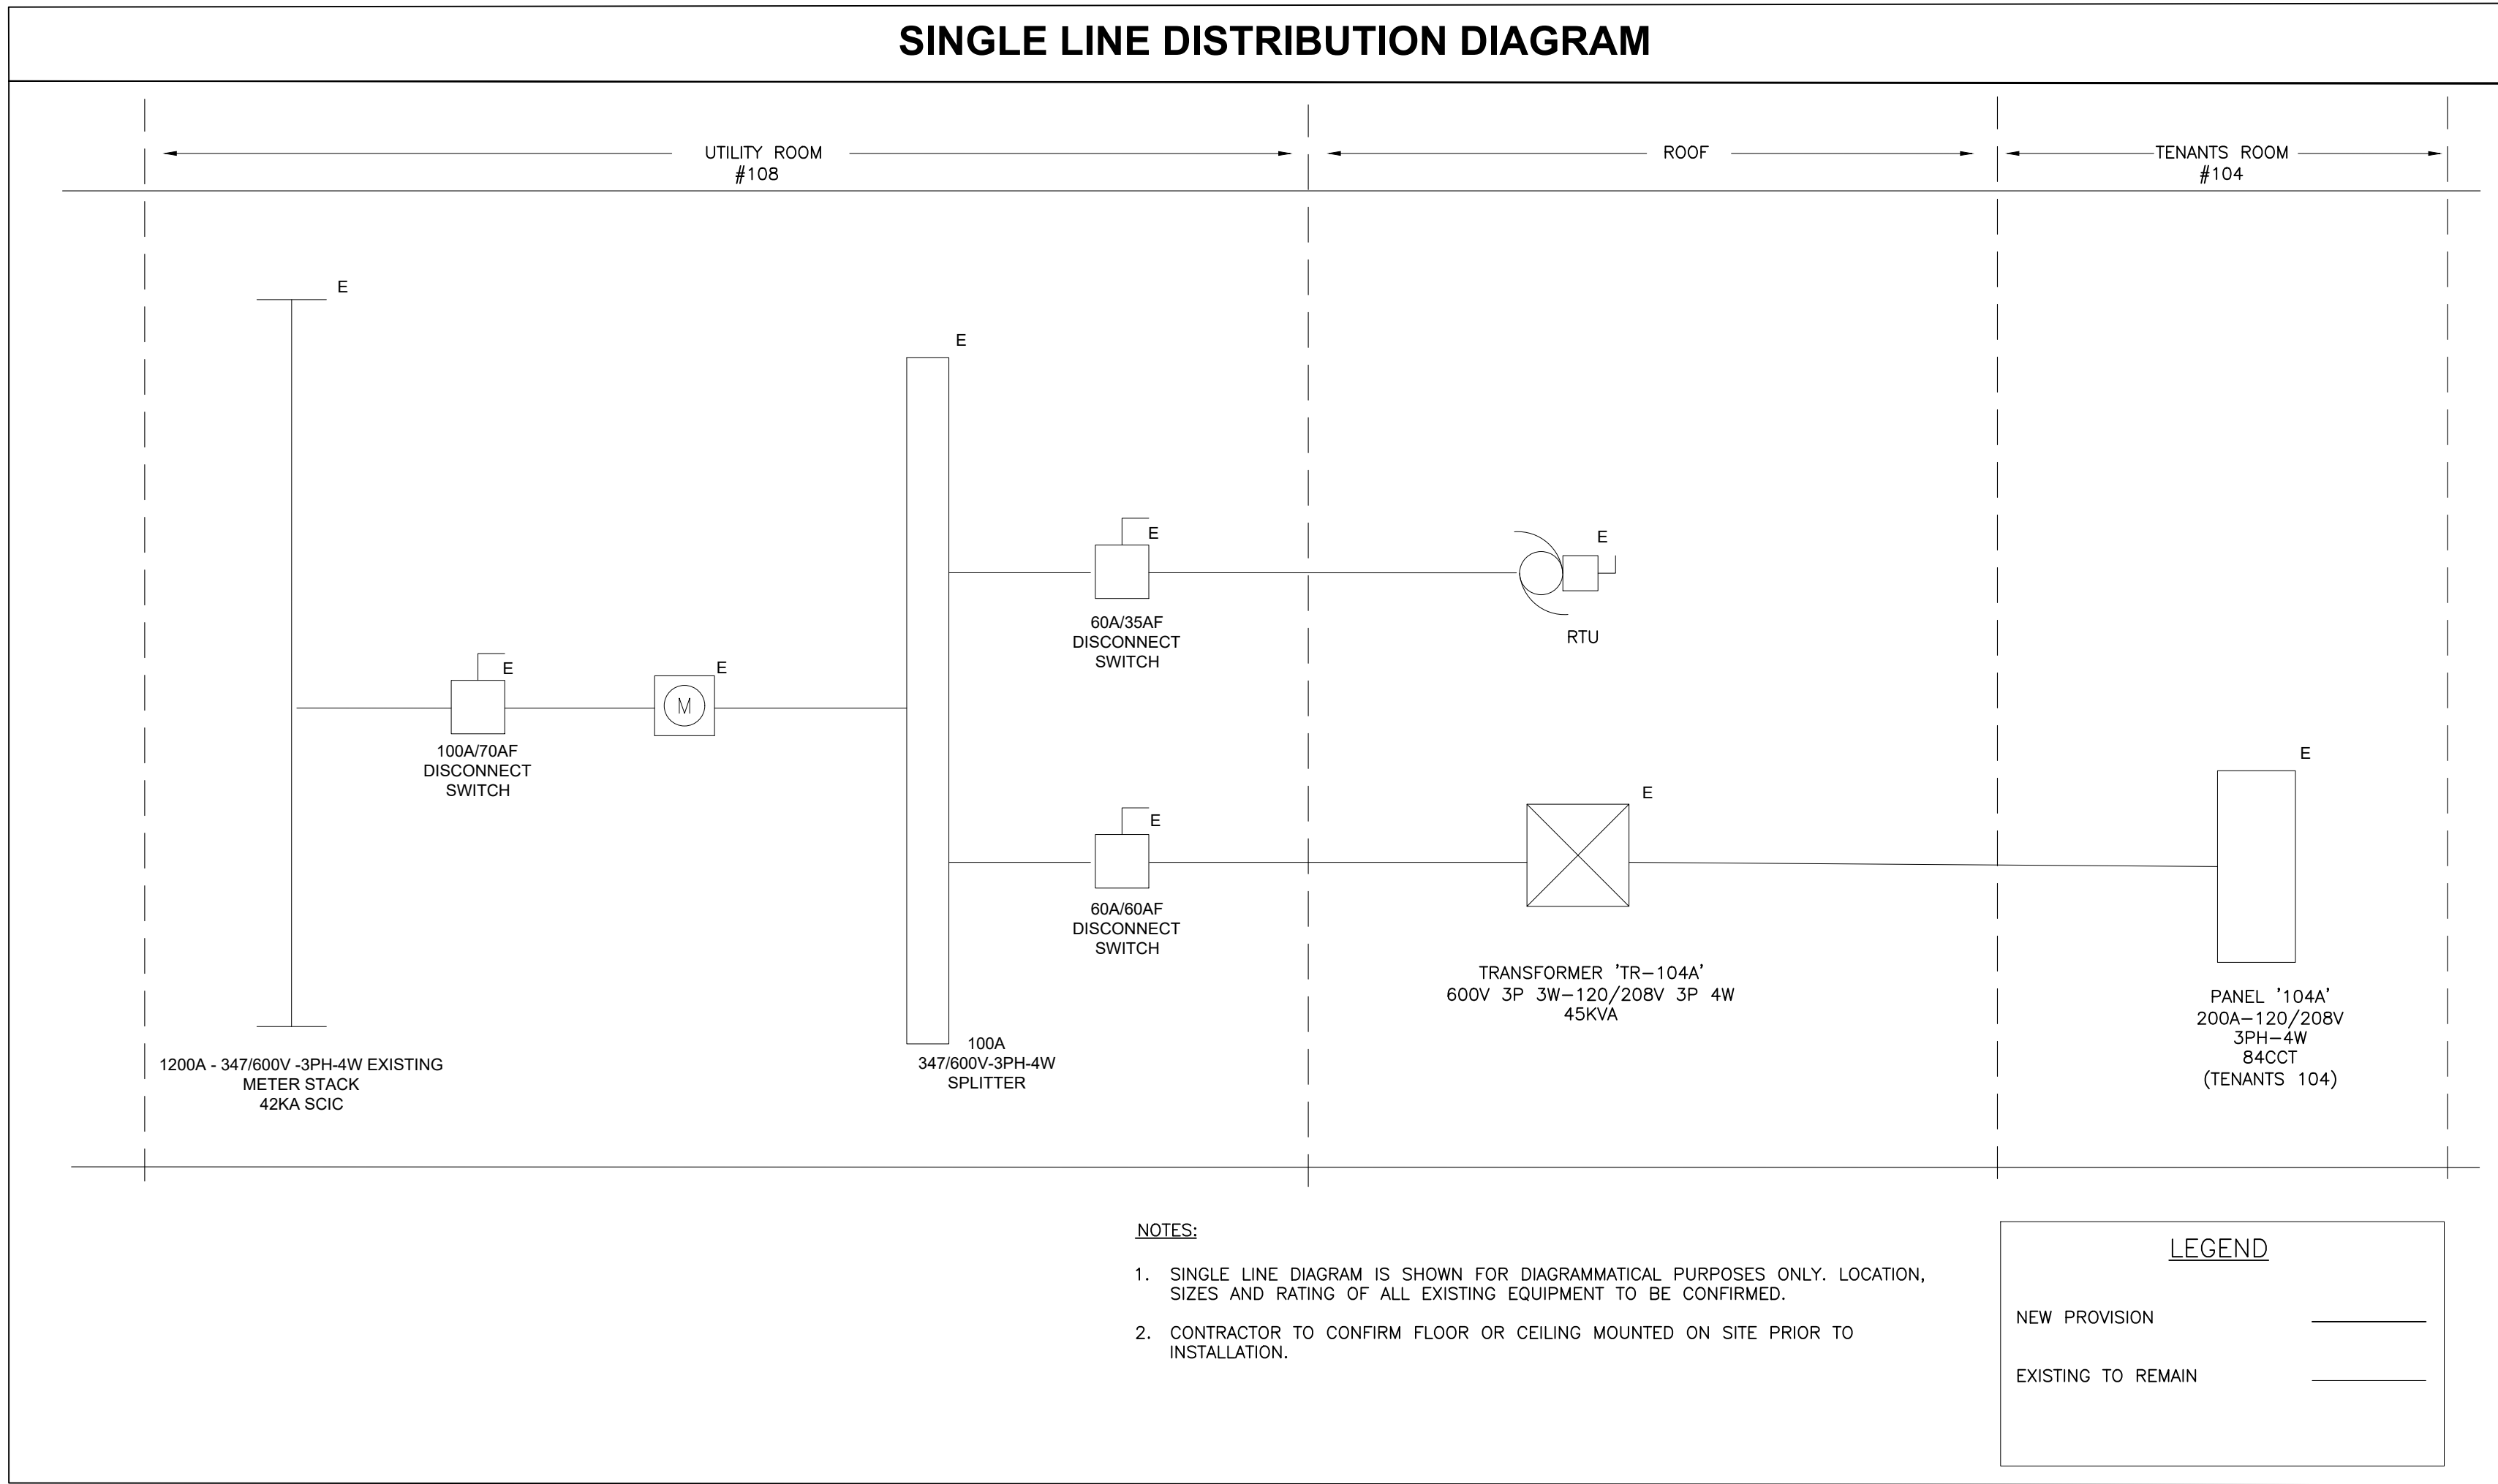 SINGLE LINE DISTRIBUTION DIAGRAM
UTILITY ROOM
#108
ROOF
TENANTS ROOM
#104
E
E
E
E
100A/70AF
DISCONNECT
SWITCH
M
E
60A/35AF
DISCONNECT
SWITCH
E
RTU
E
60A/60AF
DISCONNECT
SWITCH
E
TRANSFORMER 'TR-104A'
600V 3P 3W-120/208V 3P 4W
45KVA
E
PANEL '104A'
200A-120/208V
3PH-4W
84CCT
(TENANTS 104)
1200A - 347/600V -3PH-4W EXISTING
METER STACK
42KA SCIC
100A
347/600V-3PH-4W
SPLITTER
NOTES:
1. SINGLE LINE DIAGRAM IS SHOWN FOR DIAGRAMMATICAL PURPOSES ONLY. LOCATION,
SIZES AND RATING OF ALL EXISTING EQUIPMENT TO BE CONFIRMED.
2. CONTRACTOR TO CONFIRM FLOOR OR CEILING MOUNTED ON SITE PRIOR TO
INSTALLATION.
LEGEND
NEW PROVISION
EXISTING TO REMAIN